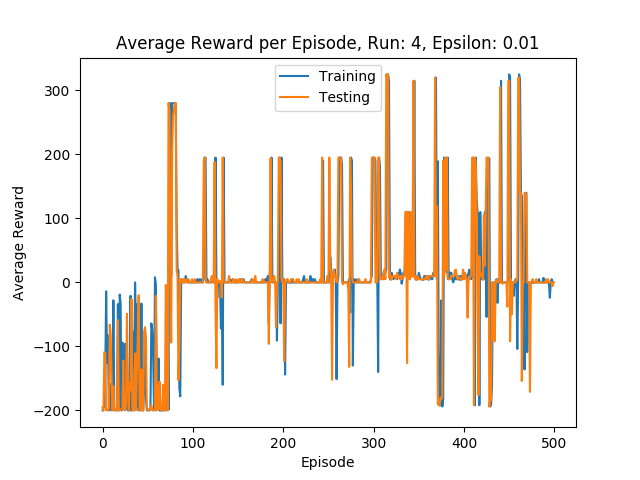 Average Reward per Episode, Run: 4, Epsilon: 0.01
Training
Testing
300
200
100
0
−100
−200
Average Reward
0 100 200 300 400 500
Episode